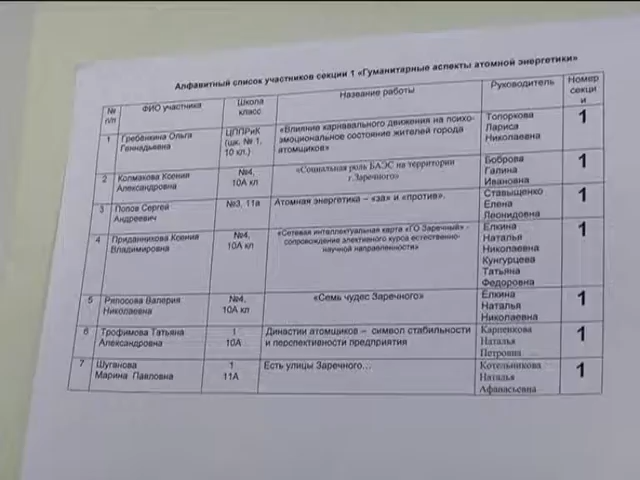 Алфавитный список участников секции 1 «Гуманитарные аспекты атомной энергетики»
№ п/п ФИО участника Школа класс Название работы Руководитель Номер секци и
1 Гребенкина Ольга Геннадьевна ЦППРиК (шк. № 1, 10 кл.) «Влияние карнавального движения на психо-эмоциональное состояние жителей города атомщиков» Топоркова Лариса Николаевна 1
2 Колмакова Ксения Александровна №4, 10А кл «Социальная роль БАЭС на территории г.Заречного» Боброва Галина Ивановна 1
3 Попов Сергей Андреевич №3, 11а Атомная энергетика – «за» и «против». Ставыщенко Елена Леонидовна 1
4 Приданникова Ксения Владимировна №4, 10А кл «Сетевая интеллектуальная карта «ГО Заречный» - сопровождение элективного курса естественно-научной направленности» Елкина Наталья Николаевна Кунгурцева Татьяна Федоровна 1
5 Ряпосова Валерия Николаевна №4, 10А кл «Семь чудес Заречного» Елкина Наталья Николаевна 1
6 Трофимова Татьяна Александровна 1 10А Династии атомщиков – символ стабильности и перспективности предприятия Карпенкова Наталья Петровна 1
7 Шуганова Марина Павловна 1 11А Есть улицы Заречного… Котельникова Наталья Афанасьевна 1